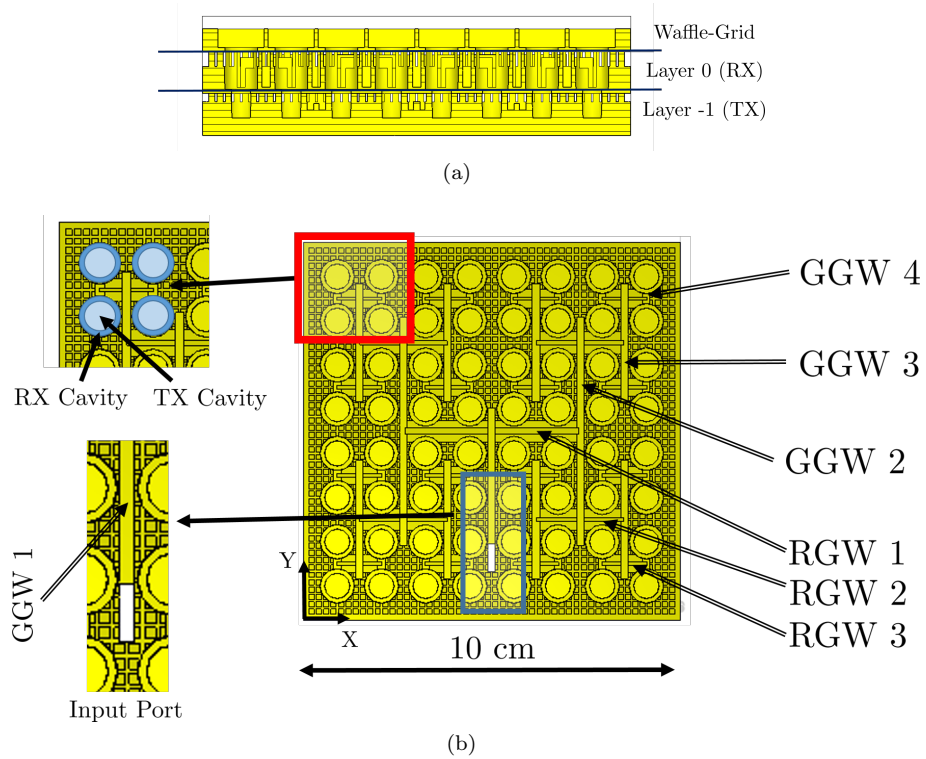 Waffle-Grid
Layer 0 (RX)
Layer -1 (TX)
(a)
GGW 4
GGW 3
RX Cavity
TX Cavity
GGW 2
GGW 1
RGW 1
Y
RGW 2
X
RGW 3
10 cm
Input Port
(b)